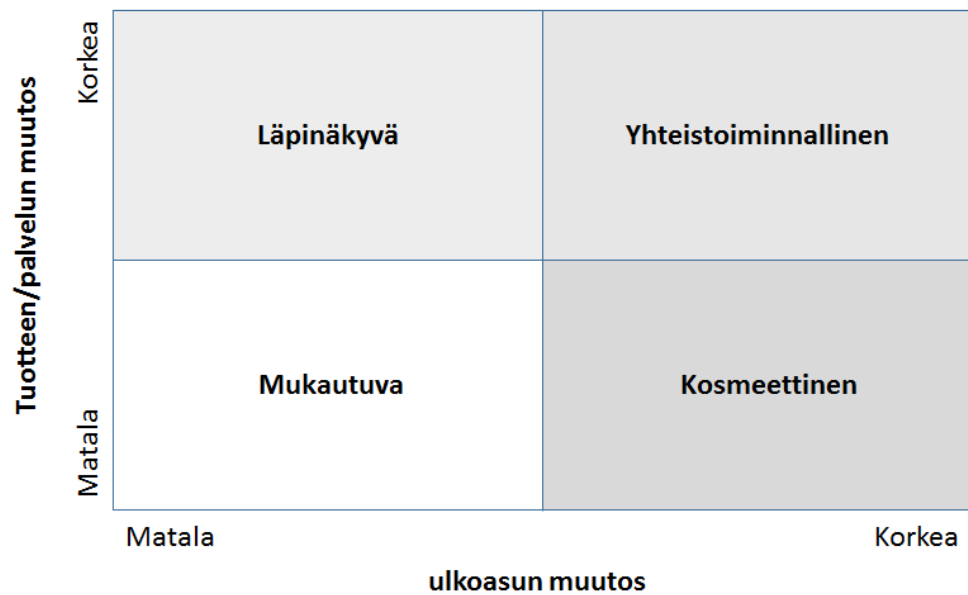 Tuotteen/palvelun muutos
Korkea
Läpinäkyvä
Yhteistoiminnallinen
Matala
Mukautuva
Kosmeettinen
Matala
Korkea
ulkoasun muutos